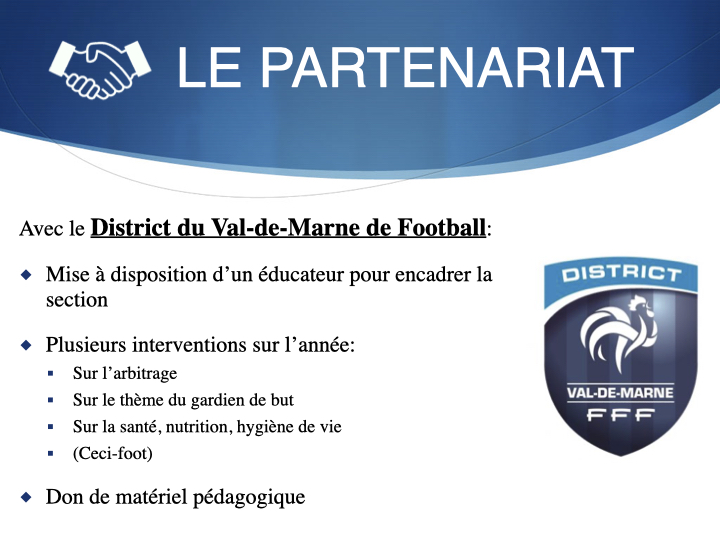 LE PARTENARIAT
Avec le District du Val-de-Marne de Football:
Mise à disposition d’un éducateur pour encadrer la
section
Plusieurs interventions sur l’année:
Sur l’arbitrage
Sur le thème du gardien de but
Sur la santé, nutrition, hygiène de vie
(Ceci-foot)
Don de matériel pédagogique
DISTRICT
VAL-DE-MARNE
FFF